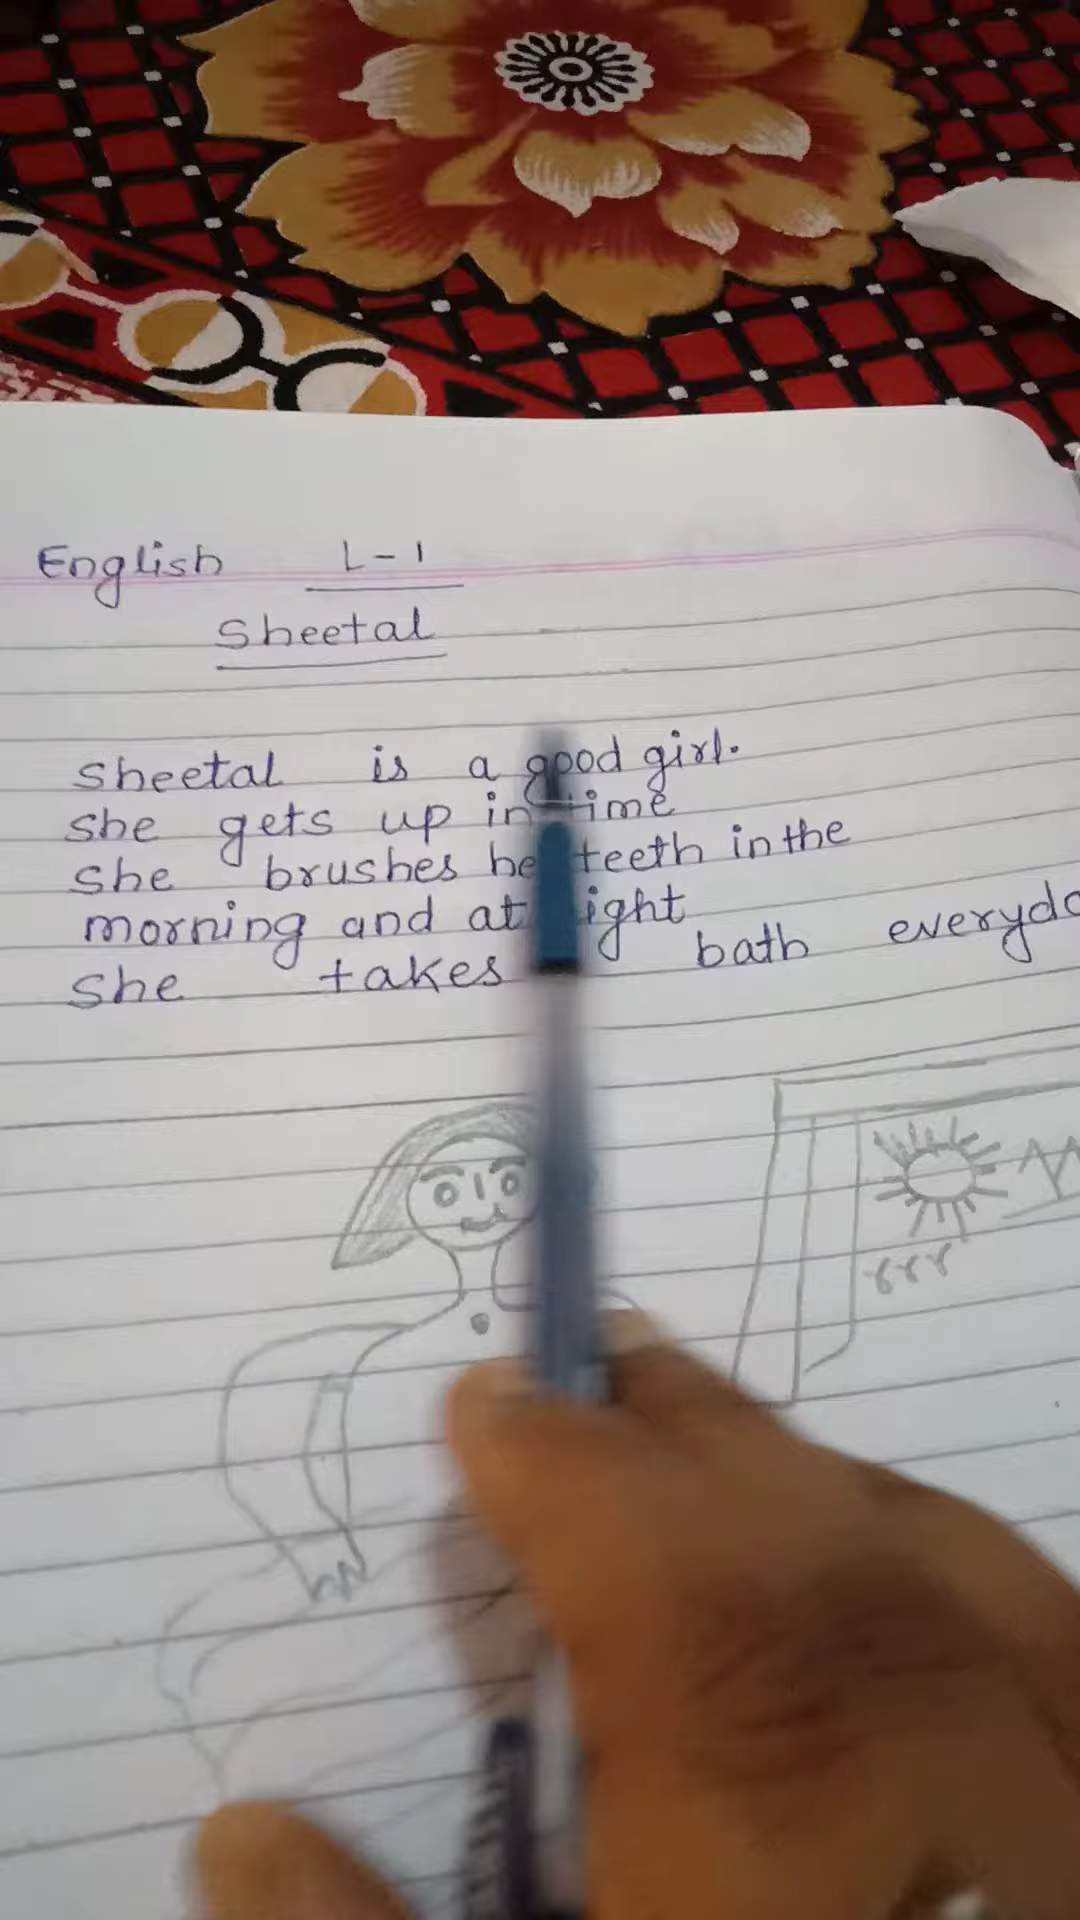 English L-1
Sheetal
Sheetal is a good girl.
She gets up in time
She brushes he teeth in the
morning and at ight
She takes bath everyda